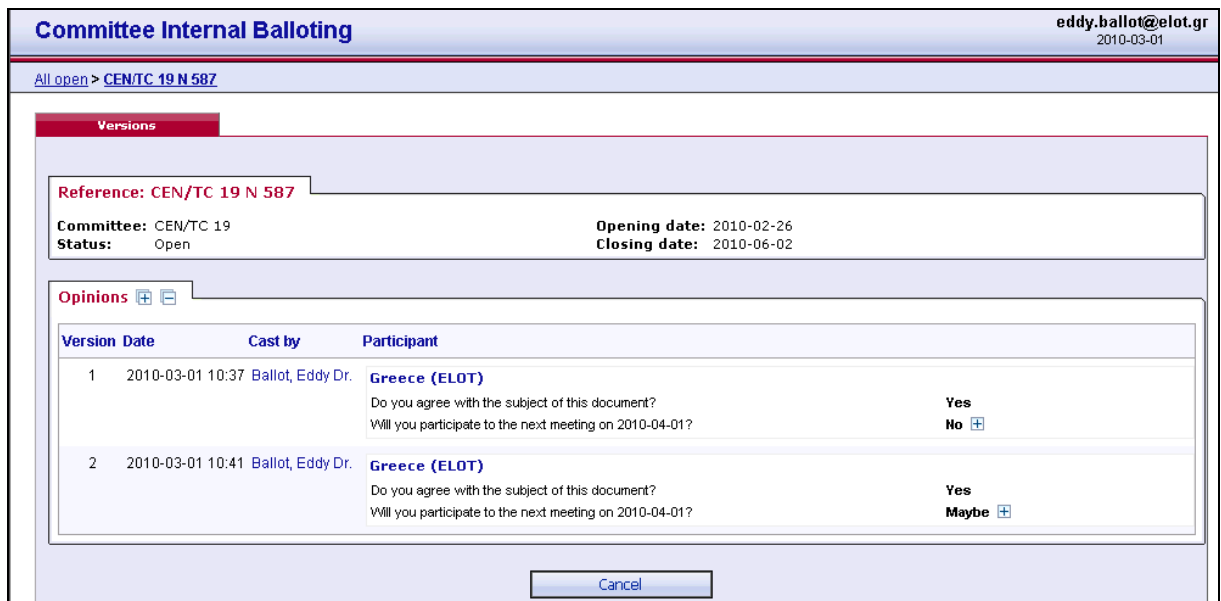 Committee Internal Balloting
eddy.ballot@elot.gr
2010-03-01
All open > CEN/TC 19 N 587
Versions
Reference: CEN/TC 19 N 587
Committee: CEN/TC 19
Opening date: 2010-02-26
Status: Open
Closing date: 2010-06-02
Opinions
Version Date Cast by Participant
1 2010-03-01 10:37 Ballot, Eddy Dr. Greece (ELOT)
Do you agree with the subject of this document? Yes
Will you participate to the next meeting on 2010-04-01? No
2 2010-03-01 10:41 Ballot, Eddy Dr. Greece (ELOT)
Do you agree with the subject of this document? Yes
Will you participate to the next meeting on 2010-04-01? Maybe
Cancel